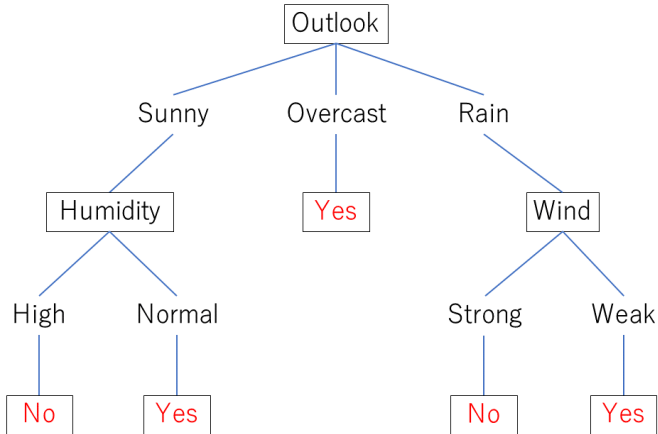 Outlook
Sunny Overcast Rain
Humidity Yes Wind
High Normal Strong Weak
No Yes No Yes